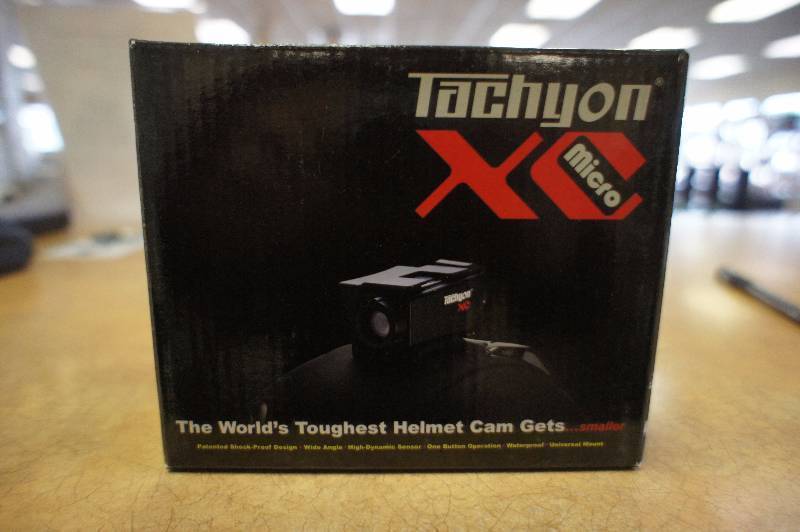 Tachyon®
XC
Micro
Tachyon
XC
The World's Toughest Helmet Cam Gets...smaller
Patented Shock-Proof Design · Wide Angle · High-Dynamic Sensor · One Button Operation · Waterproof · Universal Mount